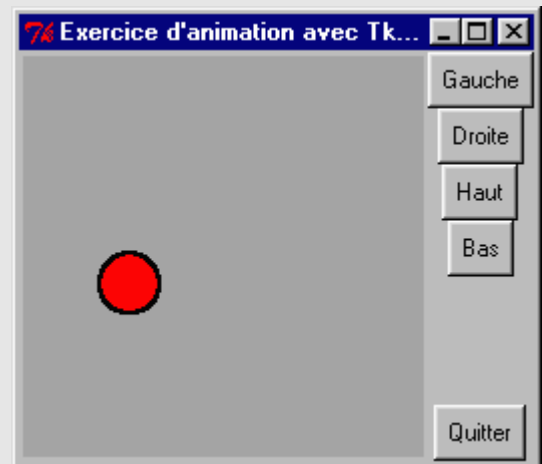 Exercice d'animation avec Tk...
Gauche
Droite
Haut
Bas
Quitter